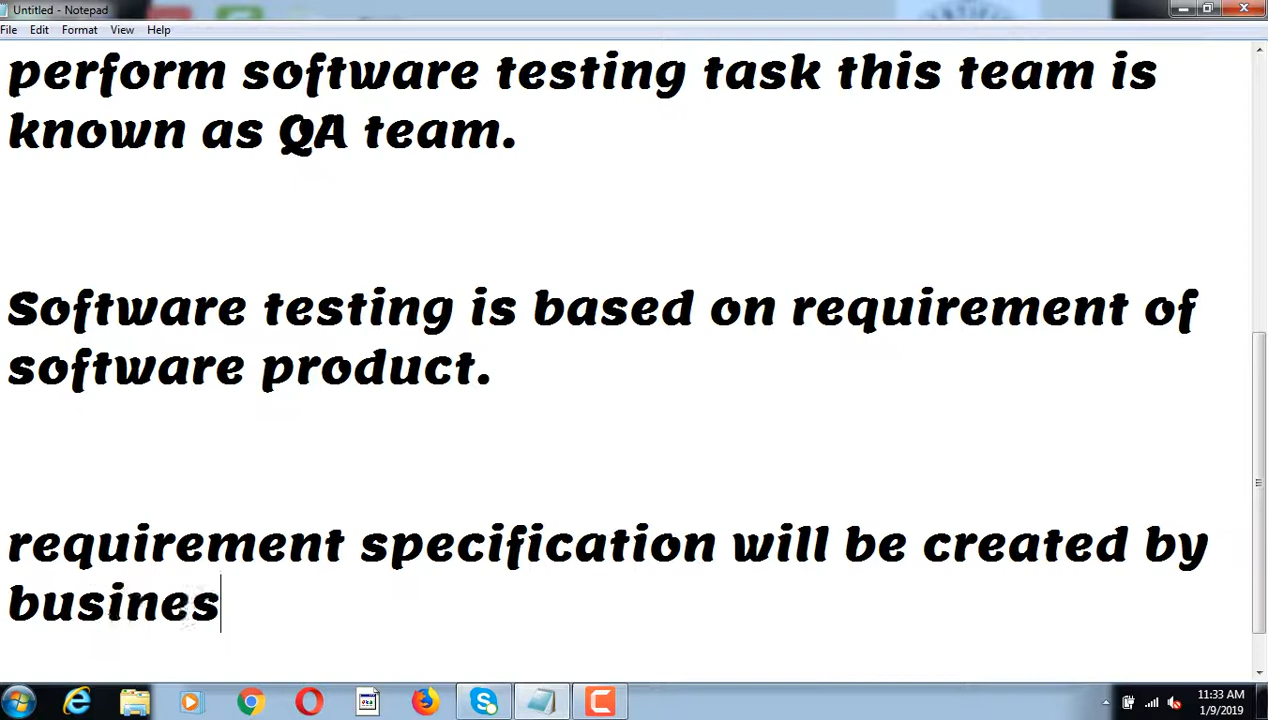 Untitled - Notepad
File Edit Format View Help
perform software testing task this team is
known as QA team.
Software testing is based on requirement of
software product.
requirement specification will be created by
busines
11:33 AM
1/9/2019